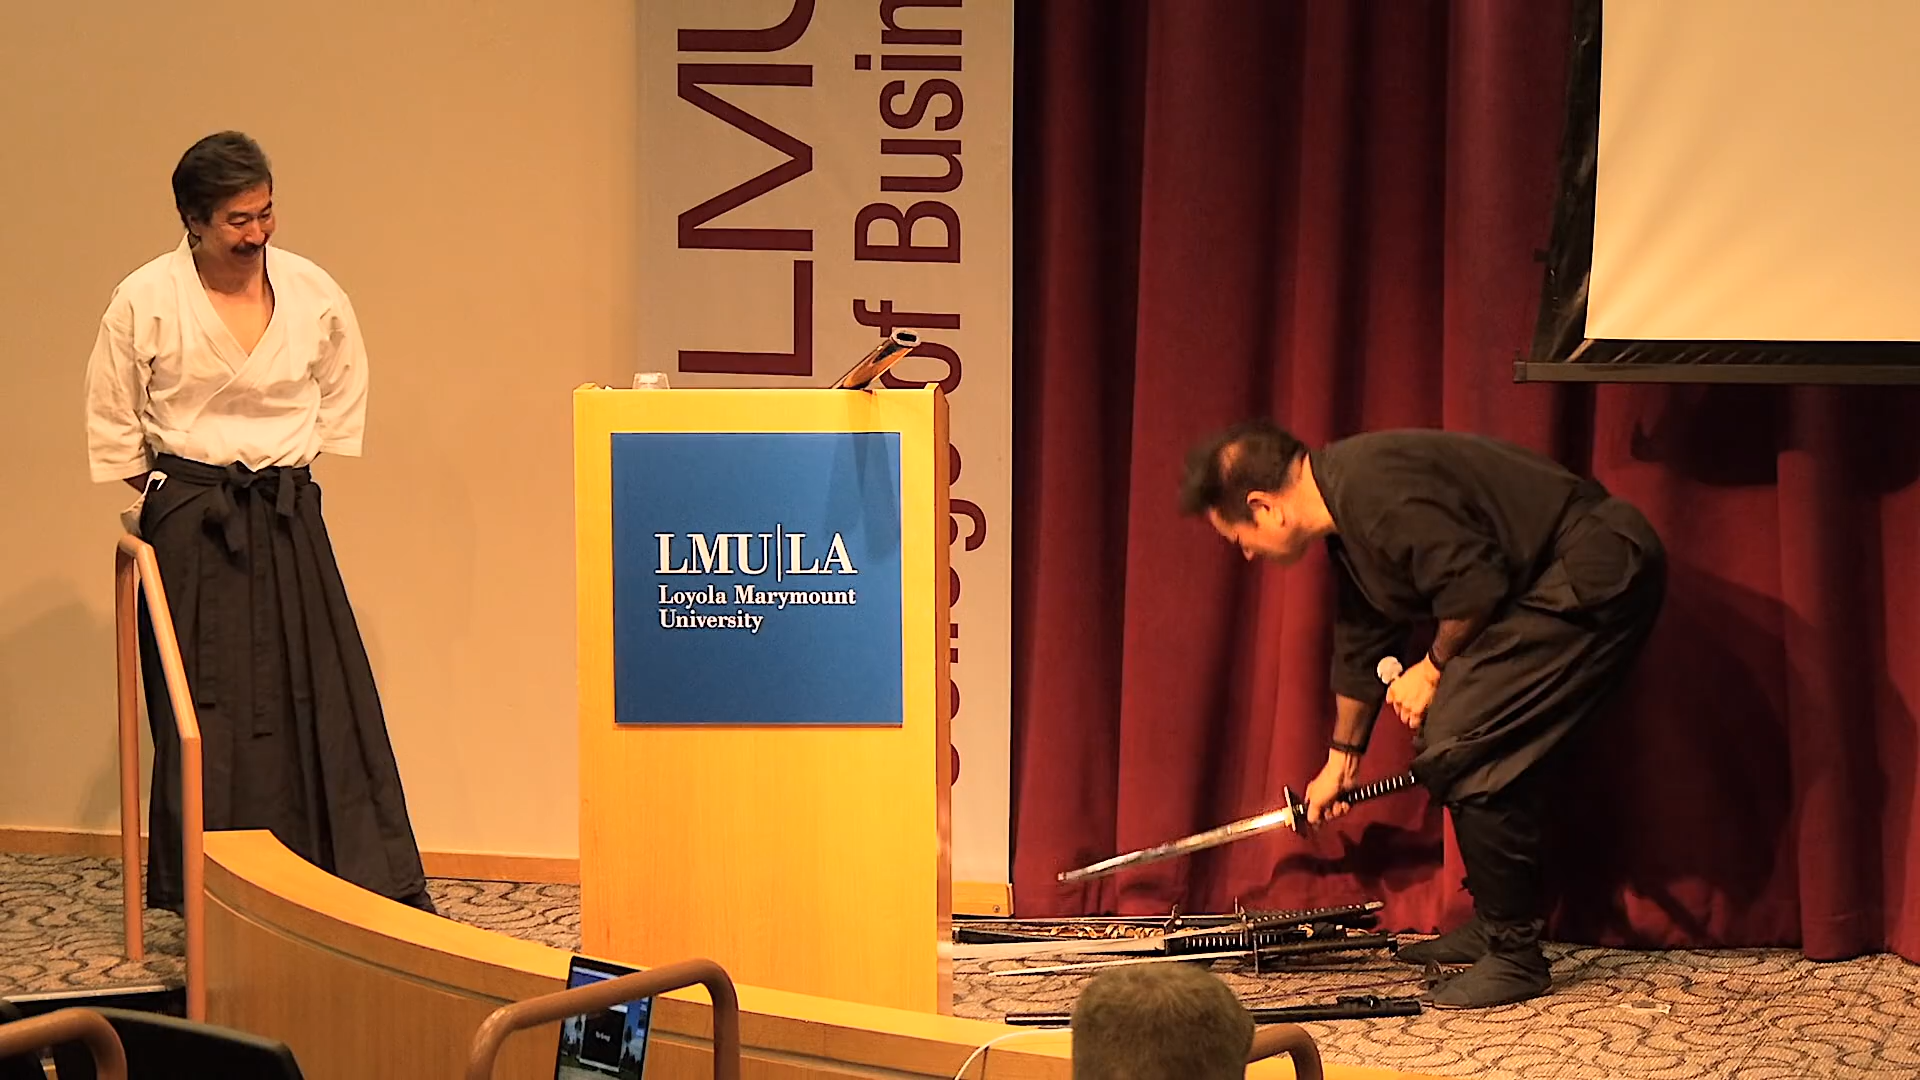 LMU
of Busin
LMU|LA
Loyola Marymount
University